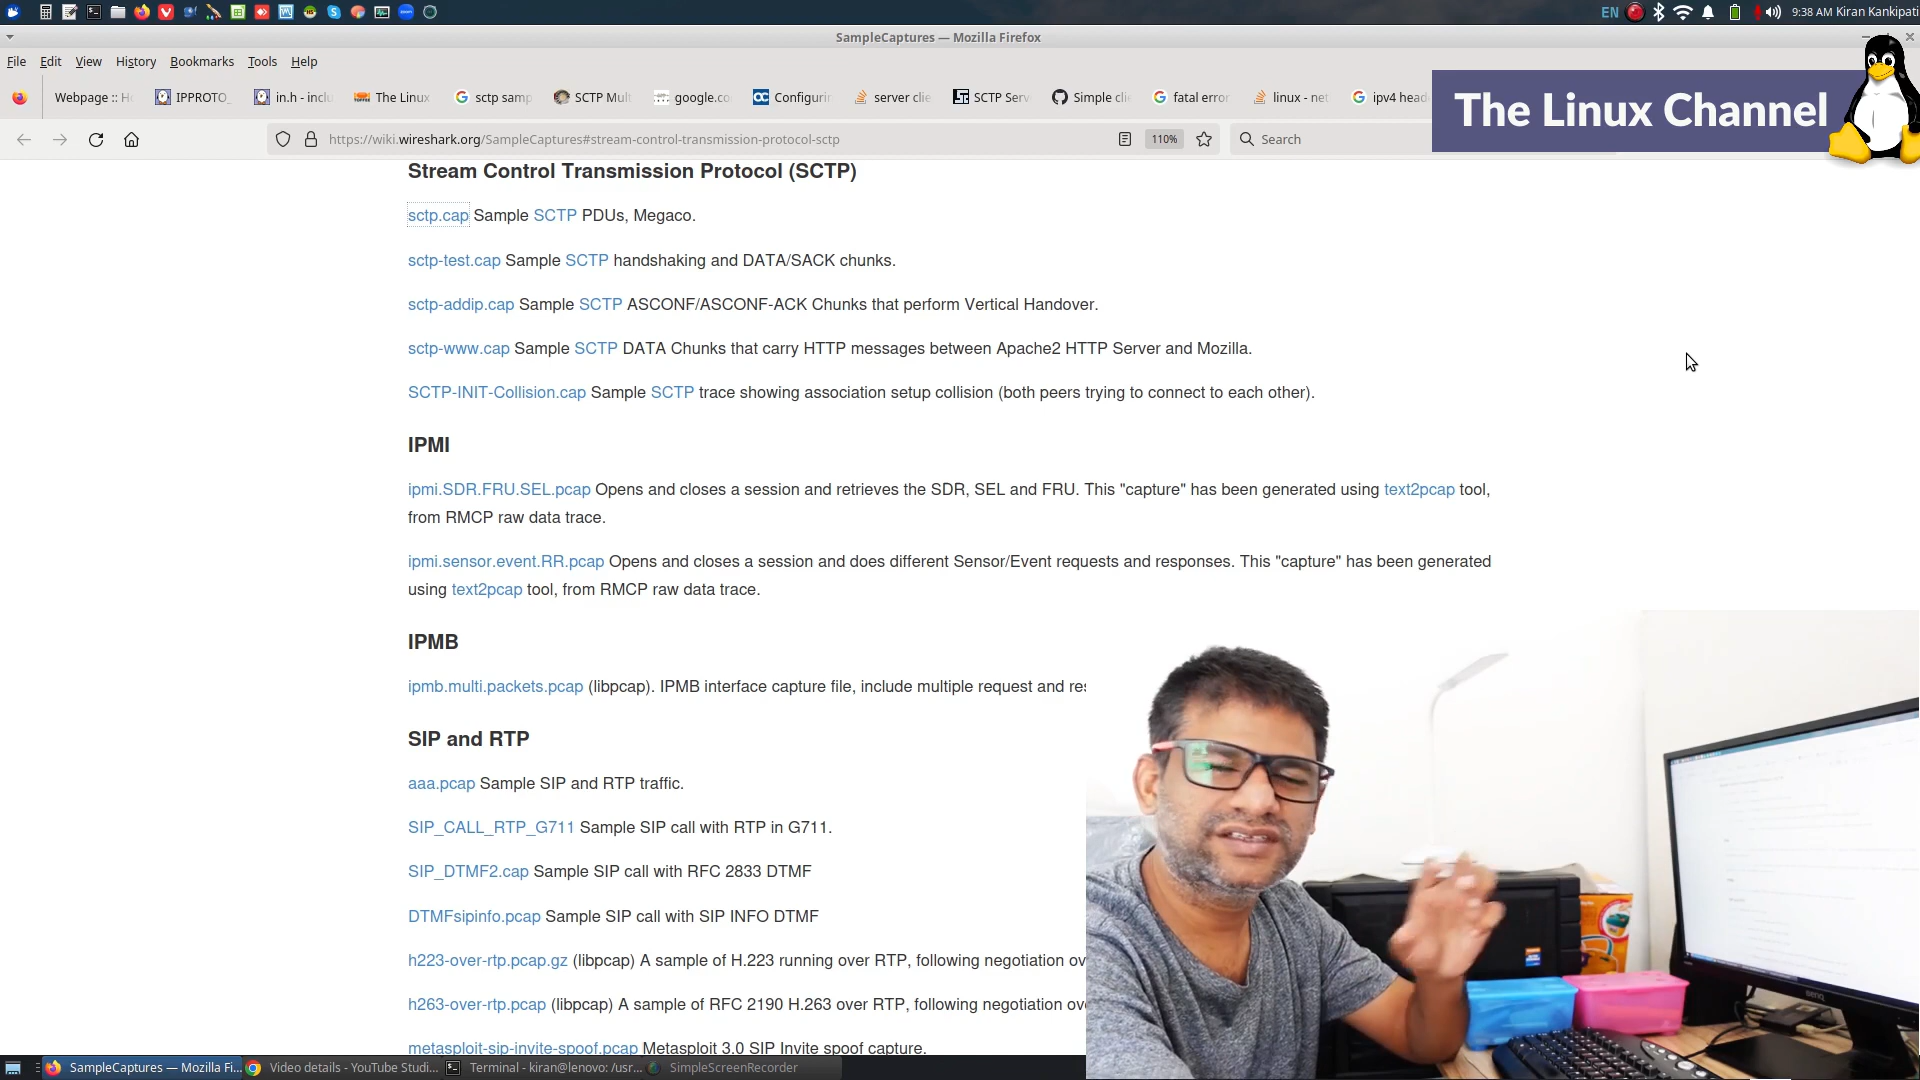 EN 9:38 AM Kiran Kankipati
SampleCaptures — Mozilla Firefox
File Edit View History Bookmarks Tools Help
Webpage :: H IPPROTO_ in.h - inclu The Linux sctp samp SCTP Mult google.co Configurin server clie SCTP Serv Simple clie fatal error linux - net ipv4 head
The Linux Channel
https://wiki.wireshark.org/SampleCaptures#stream-control-transmission-protocol-sctp 110% Search
Stream Control Transmission Protocol (SCTP)
sctp.cap Sample SCTP PDUs, Megaco.
sctp-test.cap Sample SCTP handshaking and DATA/SACK chunks.
sctp-addip.cap Sample SCTP ASCONF/ASCONF-ACK Chunks that perform Vertical Handover.
sctp-www.cap Sample SCTP DATA Chunks that carry HTTP messages between Apache2 HTTP Server and Mozilla.
SCTP-INIT-Collision.cap Sample SCTP trace showing association setup collision (both peers trying to connect to each other).
IPMI
ipmi.SDR.FRU.SEL.pcap Opens and closes a session and retrieves the SDR, SEL and FRU. This "capture" has been generated using text2pcap tool,
from RMCP raw data trace.
ipmi.sensor.event.RR.pcap Opens and closes a session and does different Sensor/Event requests and responses. This "capture" has been generated
using text2pcap tool, from RMCP raw data trace.
IPMB
ipmb.multi.packets.pcap (libpcap). IPMB interface capture file, include multiple request and res
SIP and RTP
aaa.pcap Sample SIP and RTP traffic.
SIP_CALL_RTP_G711 Sample SIP call with RTP in G711.
SIP_DTMF2.cap Sample SIP call with RFC 2833 DTMF
DTMFsipinfo.pcap Sample SIP call with SIP INFO DTMF
h223-over-rtp.pcap.gz (libpcap) A sample of H.223 running over RTP, following negotiation ov
h263-over-rtp.pcap (libpcap) A sample of RFC 2190 H.263 over RTP, following negotiation ove
metasploit-sip-invite-spoof.pcap Metasploit 3.0 SIP Invite spoof capture.
SampleCaptures — Mozilla Fi... Video details - YouTube Studi... Terminal - kiran@lenovo: /usr... SimpleScreenRecorder